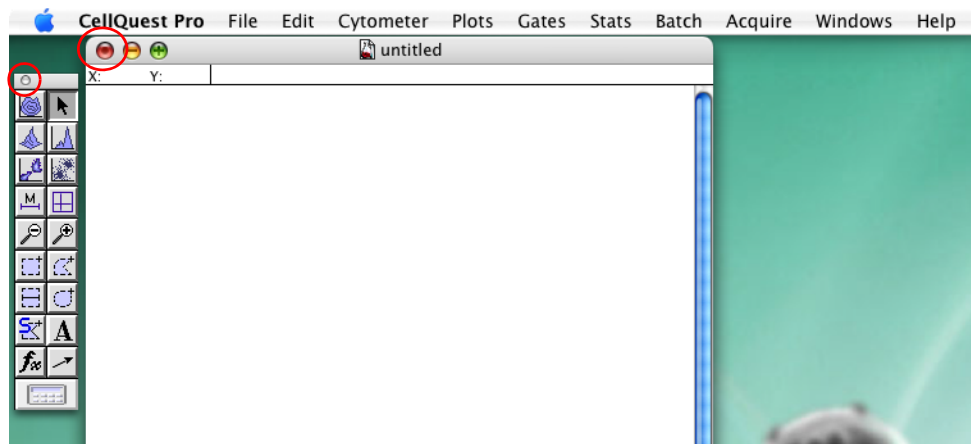 CellQuest Pro File Edit Cytometer Plots Gates Stats Batch Acquire Windows Help
untitled
X: Y:
M
S A
fx